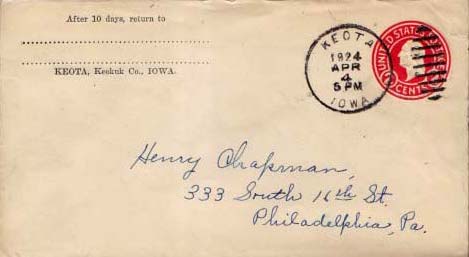 After 10 days, return to
KEOTA, Keokuk Co., IOWA.
KEOTA
1924
APR
4
5 PM
IOWA
UNITED STATES
CENTS
Henry Chapman,
333 South 16th St.
Philadelphia, Pa.